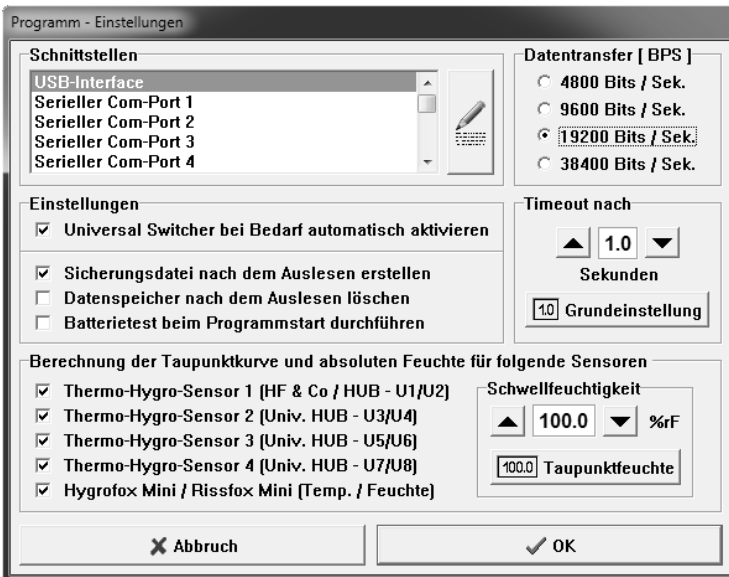 Programm - Einstellungen
Schnittstellen
USB-Interface
Serieller Com-Port 1
Serieller Com-Port 2
Serieller Com-Port 3
Serieller Com-Port 4
Datentransfer [ BPS ]
4800 Bits / Sek.
9600 Bits / Sek.
19200 Bits / Sek.
38400 Bits / Sek.
Einstellungen
Universal Switcher bei Bedarf automatisch aktivieren
Sicherungsdatei nach dem Auslesen erstellen
Datenspeicher nach dem Auslesen löschen
Batterietest beim Programmstart durchführen
Timeout nach
1.0
Sekunden
1.0 Grundeinstellung
Berechnung der Taupunktkurve und absoluten Feuchte für folgende Sensoren
Thermo-Hygro-Sensor 1 (HF & Co / HUB - U1/U2)
Thermo-Hygro-Sensor 2 (Univ. HUB - U3/U4)
Thermo-Hygro-Sensor 3 (Univ. HUB - U5/U6)
Thermo-Hygro-Sensor 4 (Univ. HUB - U7/U8)
Hygrofox Mini / Rissfox Mini (Temp. / Feuchte)
Schwellfeuchtigkeit
100.0 %rF
100.0 Taupunktfeuchte
Abbruch
OK